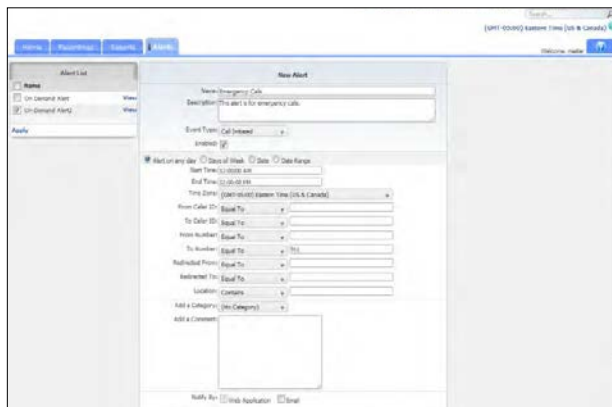 Search...
(GMT-05:00) Eastern Time (US & Canada)
Home Recordings Reports Alerts
Welcome,
Alert List
Name
On Demand Alert View
On Demand Alert2 View
Apply
New Alert
Name: Emergency Calls
Description: This alert is for emergency calls.
Event Type: Call Initiated
Enabled:
Alert on any day Days of Week Date Date Range
Start Time: 12:00:00 AM
End Time: 12:00:00 AM
Time Zone: (GMT-05:00) Eastern Time (US & Canada)
From Caller ID: Equal To
To Caller ID: Equal To
From Number: Equal To
To Number: Equal To
Redirected From: Equal To
Redirected To: Equal To
Location: Contains
Add a Category: (No Category)
Add a Comment:
Notify By: Web Application Email